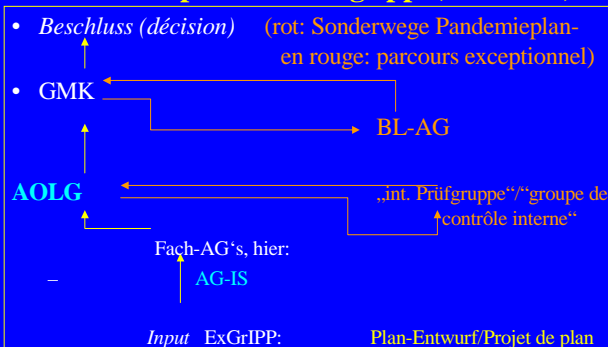 • Beschluss (décision) (rot: Sonderwege Pandemieplan-
en rouge: parcours exceptionnel)
• GMK
BL-AG
AOLG
„int. Prüfgruppe“/“groupe de
contrôle interne“
Fach-AG‘s, hier:
– AG-IS
Input ExGrIPP: Plan-Entwurf/Projet de plan